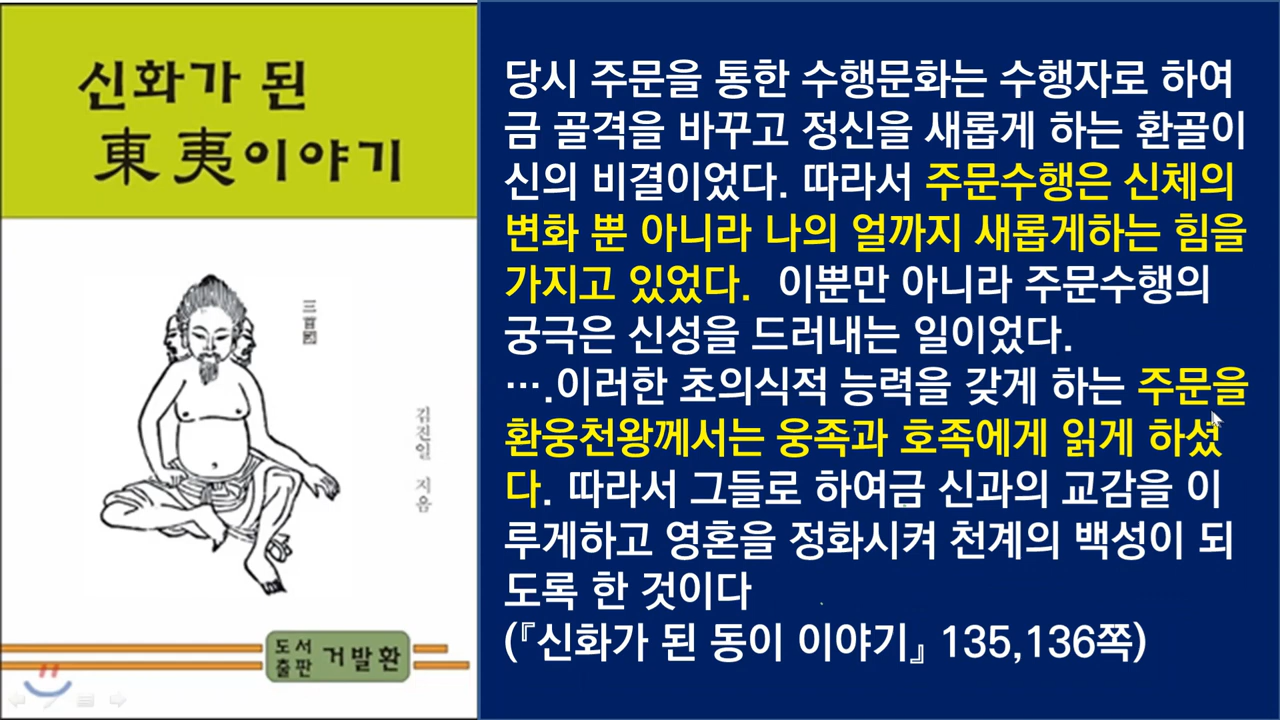 신화가 된
東夷이야기
三首國
김진일 지음
도서
출판
거발환
당시 주문을 통한 수행문화는 수행자로 하여
금 골격을 바꾸고 정신을 새롭게 하는 환골이
신의 비결이었다. 따라서 주문수행은 신체의
변화 뿐 아니라 나의 얼까지 새롭게하는 힘을
가지고 있었다. 이뿐만 아니라 주문수행의
궁극은 신성을 드러내는 일이었다.
….이러한 초의식적 능력을 갖게 하는 주문을
환웅천왕께서는 웅족과 호족에게 읽게 하셨
다. 따라서 그들로 하여금 신과의 교감을 이
루게하고 영혼을 정화시켜 천계의 백성이 되
도록 한 것이다
(『신화가 된 동이 이야기』 135,136쪽)